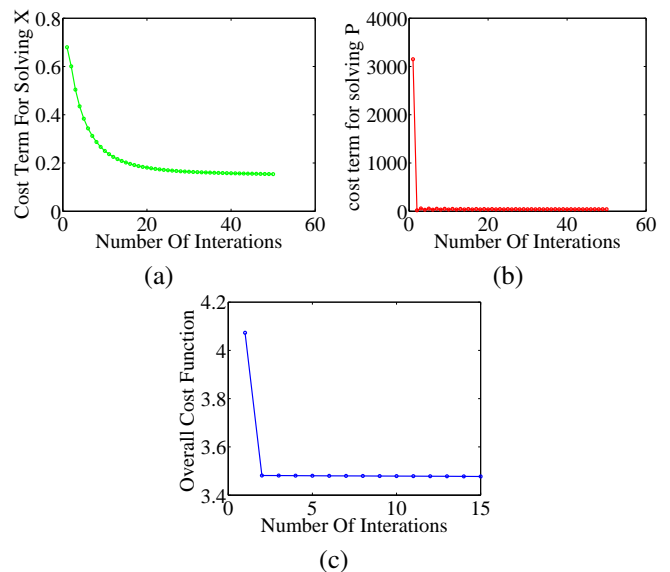 Cost Term For Solving X
0.8
0.6
0.4
0.2
0
0 20 40 60
Number Of Interations
(a)
cost term for solving P
4000
3000
2000
1000
0
0 20 40 60
Number Of Interations
(b)
Overall Cost Function
4.2
4
3.8
3.6
3.4
0 5 10 15
Number Of Interations
(c)